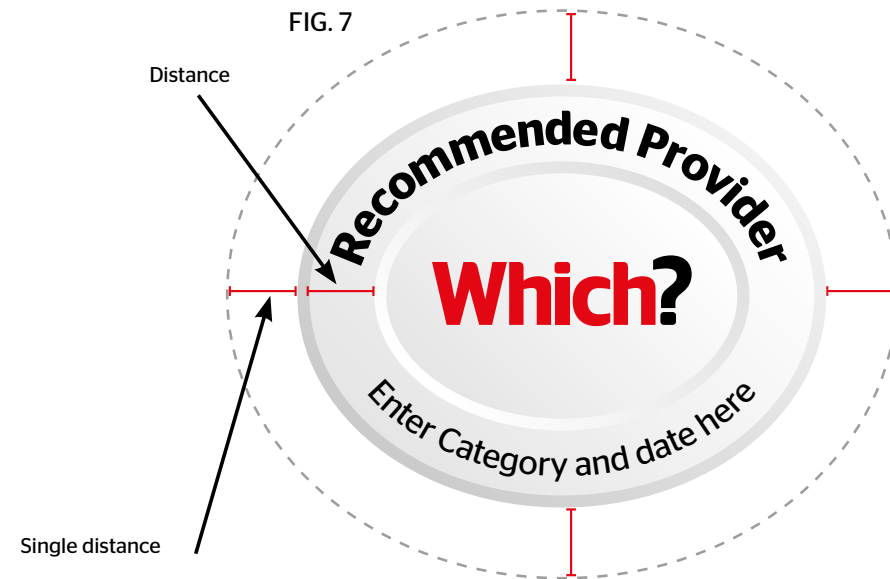 FIG. 7
Distance
Recommended Provider
Which?
Enter Category and date here
Single distance